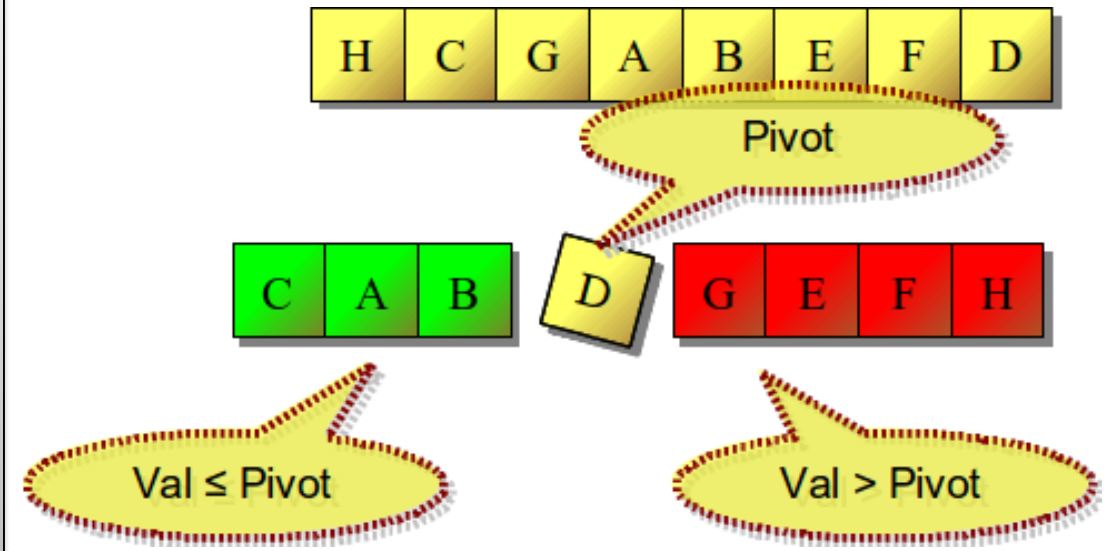 H C G A B E F D
Pivot
C A B D G E F H
Val ≤ Pivot
Val > Pivot